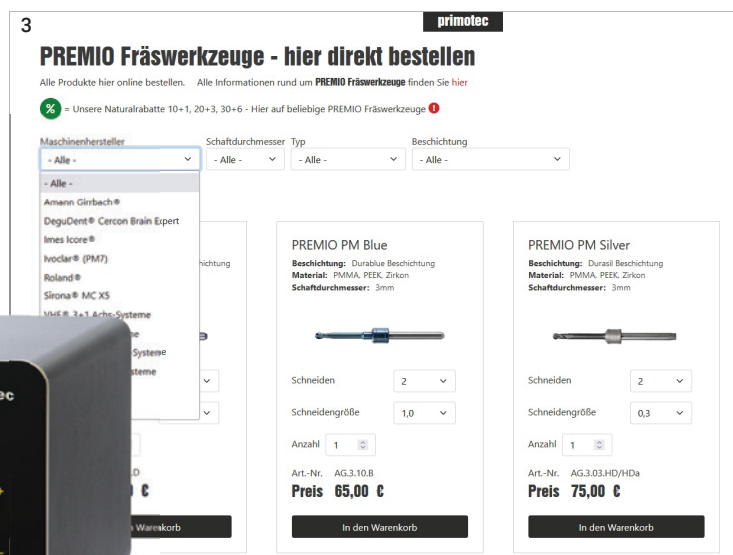 3
primotec
PREMIO Fräswerkzeuge - hier direkt bestellen
Alle Produkte hier online bestellen. Alle Informationen rund um PREMIO Fräswerkzeuge finden Sie hier
% = Unsere Naturalrabatte 10+1, 20+3, 30+6 - Hier auf beliebige PREMIO Fräswerkzeuge !
Maschinenhersteller Schaftdurchmesser Typ Beschichtung
- Alle - - Alle - - Alle - - Alle -
- Alle -
Amann Girrbach®
DeguDent® Cercon Brain Expert
Imes Icore®
Ivoclar® (PM7)
Roland®
Sirona® MC X5
VHF® 3+1 Achs-Systeme
-Systeme
PREMIO PM Blue
Beschichtung: Durablue Beschichtung
Material: PMMA, PEEK, Zirkon
Schaftdurchmesser: 3mm
Schneiden 2
Schneidengröße 1,0
Anzahl 1
Art.-Nr. AG.3.10.B
Preis 65,00 €
In den Warenkorb
PREMIO PM Silver
Beschichtung: Durasil Beschichtung
Material: PMMA, PEEK, Zirkon
Schaftdurchmesser: 3mm
Schneiden 2
Schneidengröße 0,3
Anzahl 1
Art.-Nr. AG.3.03.HD/HDa
Preis 75,00 €
In den Warenkorb
€
Warenkorb